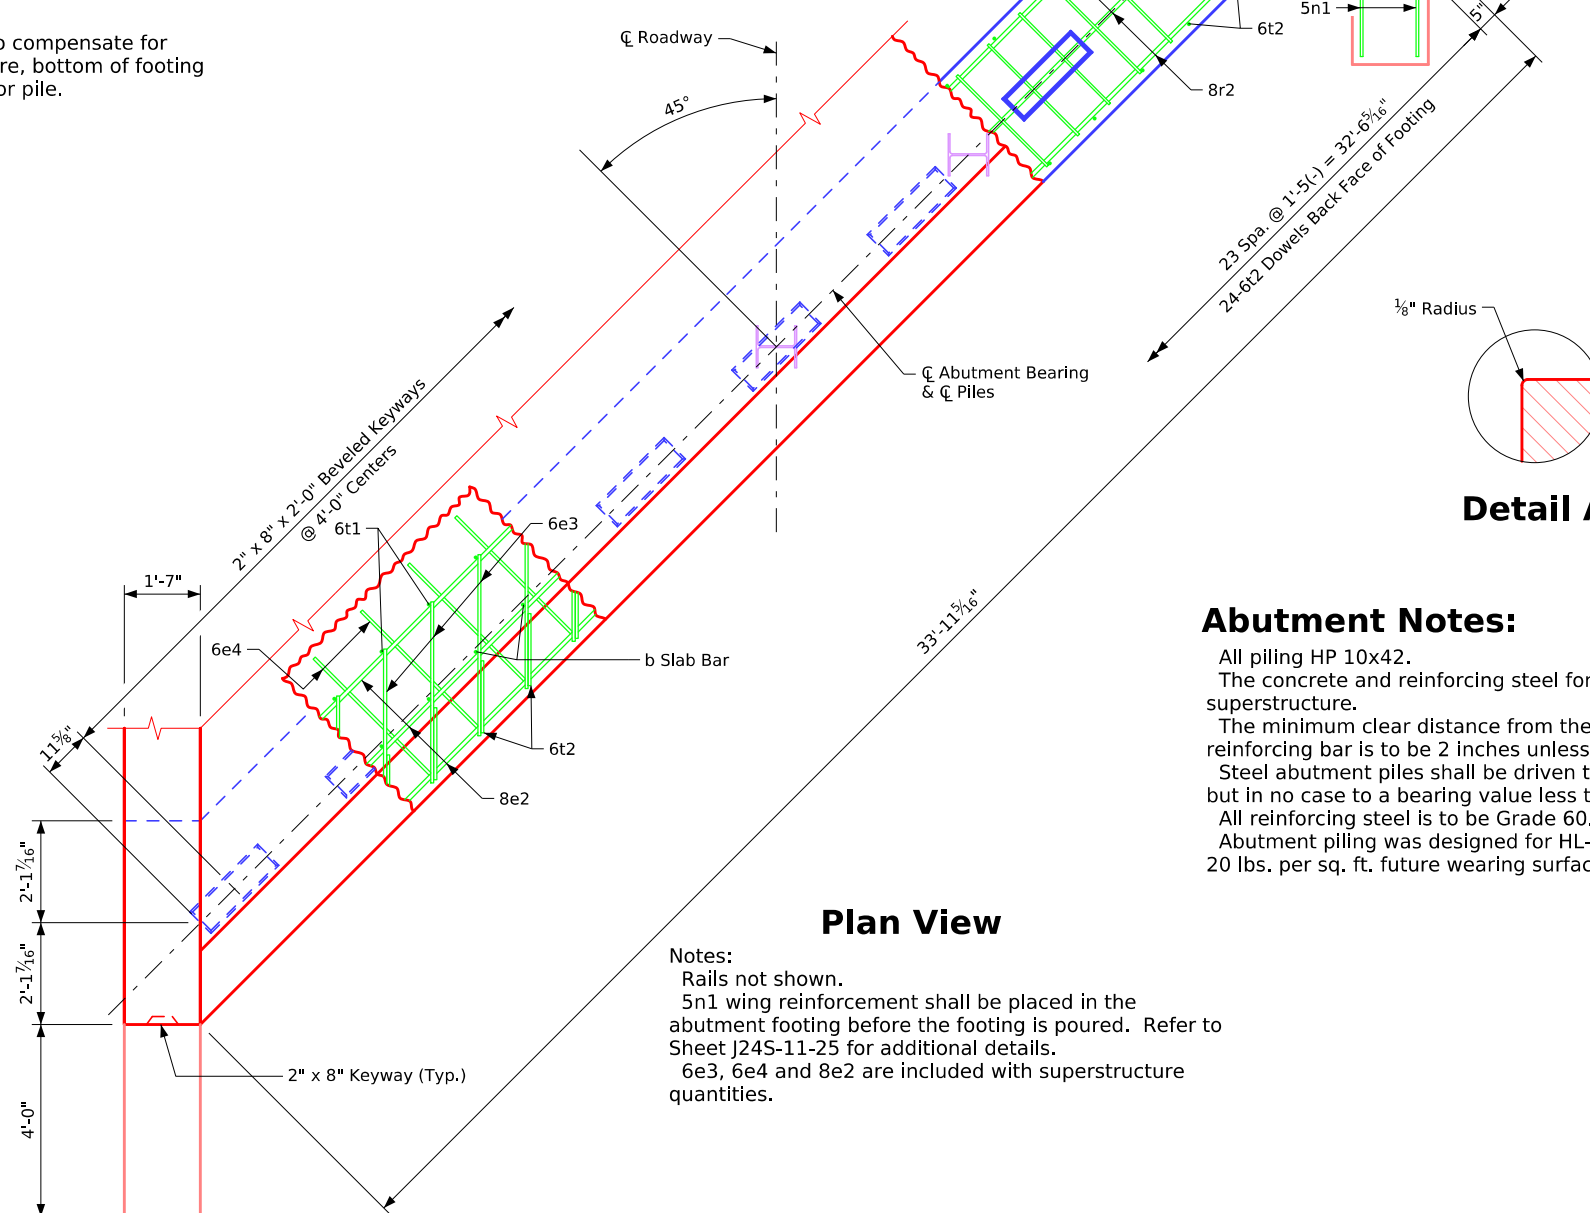 o compensate for
re, bottom of footing
or pile.
℄ Roadway
45°
6t2
8r2
5n1
5"
23 Spa. @ 1'-5(-) = 32'-6 5/16"
24-6t2 Dowels Back Face of Footing
⅛" Radius
Detail A
℄ Abutment Bearing
& ℄ Piles
2" x 8" x 2'-0" Beveled Keyways
@ 4'-0" Centers
6t1
6e3
1'-7"
6e4
b Slab Bar
6t2
8e2
11⅝"
33'-11 5/16"
2'-1 7/16"
2'-1 7/16"
4'-0"
2" x 8" Keyway (Typ.)
Abutment Notes:
All piling HP 10x42.
The concrete and reinforcing steel for
superstructure.
The minimum clear distance from the
reinforcing bar is to be 2 inches unless
Steel abutment piles shall be driven t
but in no case to a bearing value less t
All reinforcing steel is to be Grade 60.
Abutment piling was designed for HL-
20 lbs. per sq. ft. future wearing surfac
Plan View
Notes:
Rails not shown.
5n1 wing reinforcement shall be placed in the
abutment footing before the footing is poured.  Refer to
Sheet J24S-11-25 for additional details.
6e3, 6e4 and 8e2 are included with superstructure
quantities.